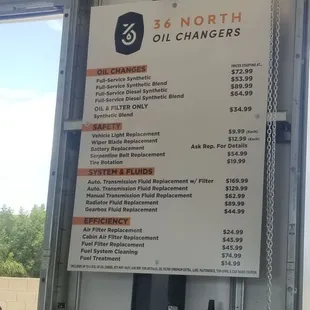 36 NORTH
OIL CHANGERS
PRICES STARTING AT:
OIL CHANGES
Full-Service Synthetic $72.99
Full-Service Synthetic Blend $53.99
Full-Service Diesel Synthetic $89.99
Full-Service Diesel Synthetic Blend $64.99
OIL & FILTER ONLY
Synthetic Blend $34.99
SAFETY
Vehicle Light Replacement $9.99 (Each)
Wiper Blade Replacement $12.99 (Each)
Battery Replacement Ask Rep. For Details
Serpentine Belt Replacement $54.99
Tire Rotation $19.99
SYSTEM & FLUIDS
Auto. Transmission Fluid Replacement w/ Filter $169.99
Auto. Transmission Fluid Replacement $129.99
Manual Transmission Fluid Replacement $62.99
Radiator Fluid Replacement $89.99
Gearbox Fluid Replacement $44.99
EFFICIENCY
Air Filter Replacement $24.99
Cabin Air Filter Replacement $45.99
Fuel Filter Replacement $45.99
Fuel System Cleaning $74.99
Fuel Treatment $14.99